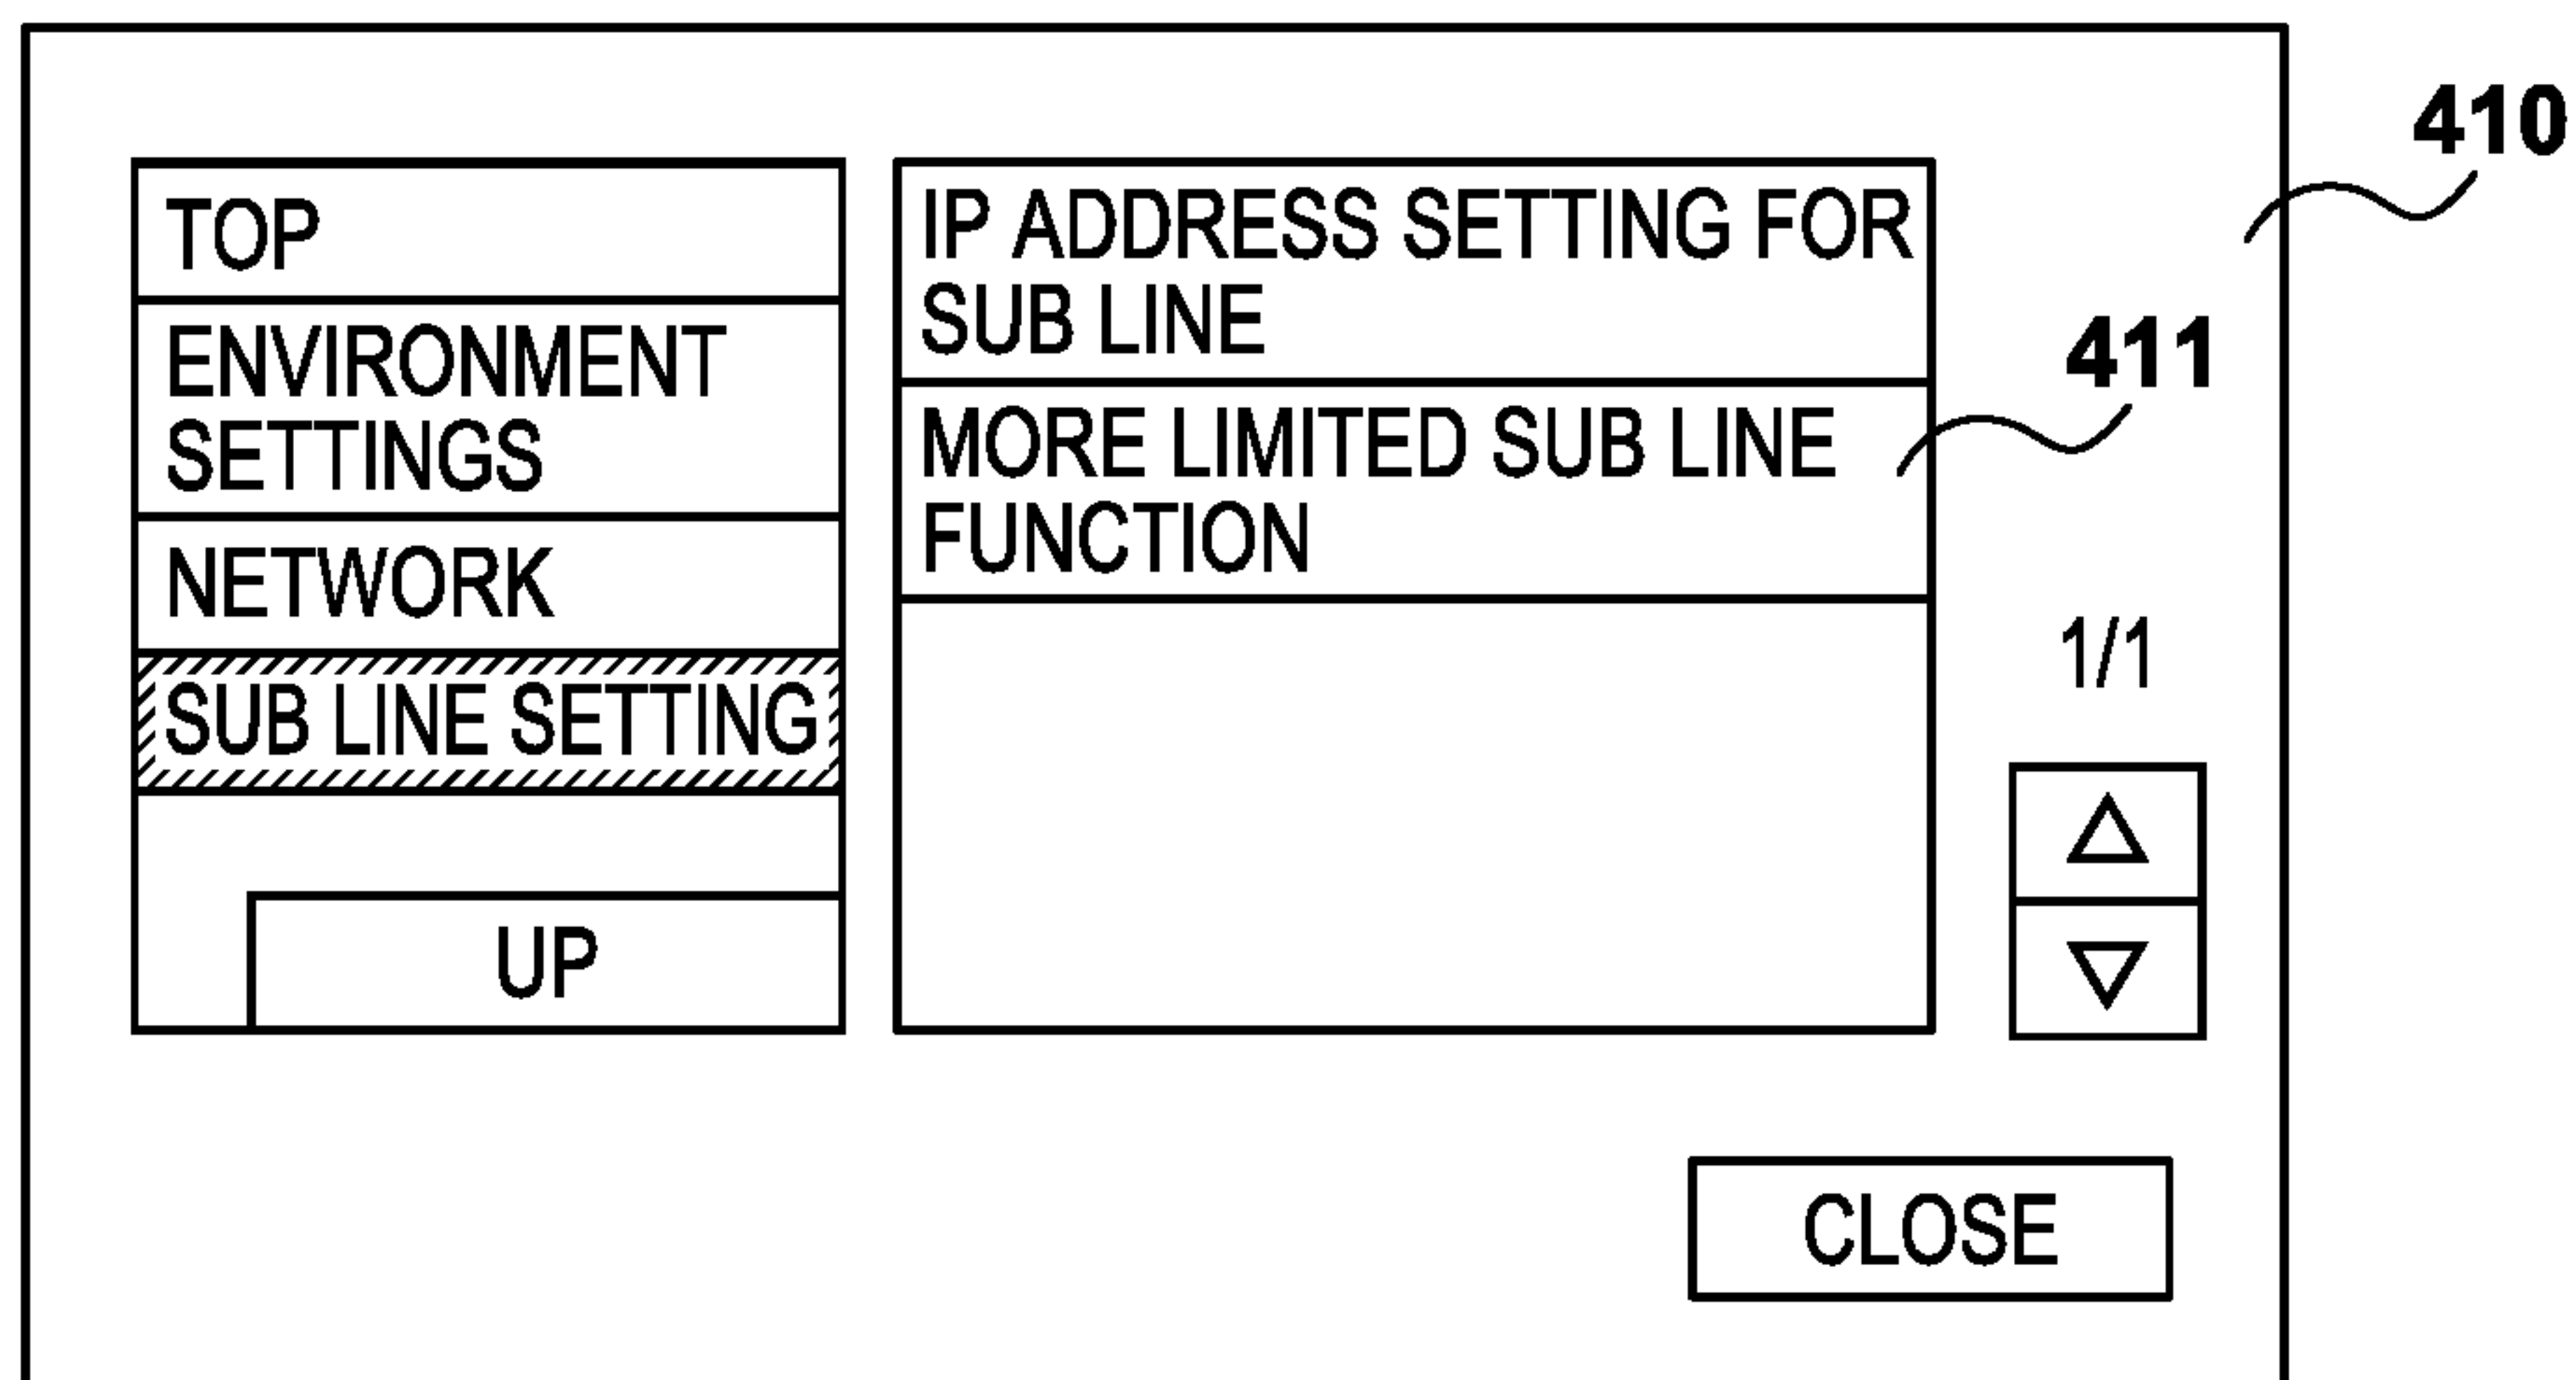 410
TOP
ENVIRONMENT
SETTINGS
NETWORK
SUB LINE SETTING
UP
IP ADDRESS SETTING FOR
SUB LINE
MORE LIMITED SUB LINE
FUNCTION
411
1/1
CLOSE